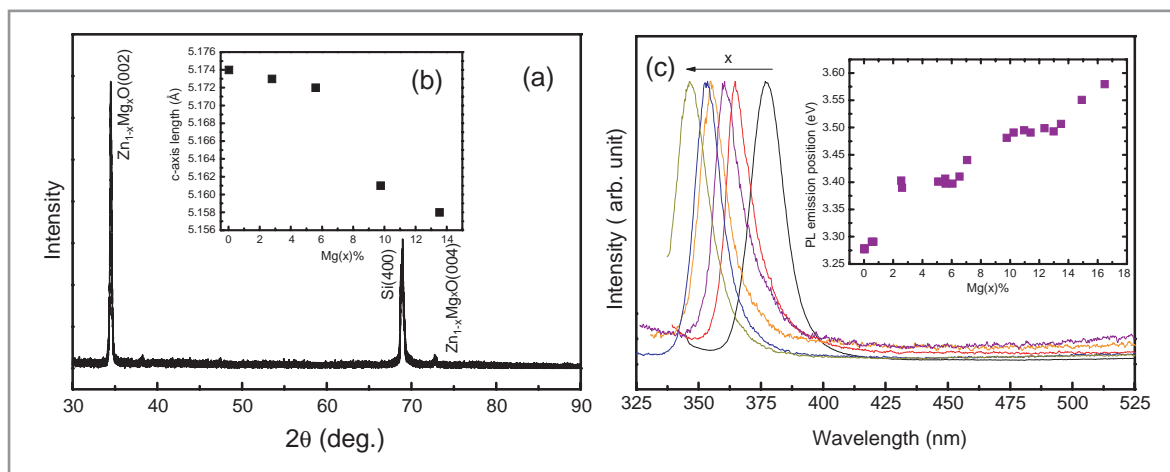 (a)
Zn1-xMgxO(002)
Si(400)
Zn1-xMgxO(004)
Intensity
30 40 50 60 70 80 90
2θ (deg.)
(b)
5.176
5.174
5.172
5.170
5.164
5.162
5.160
5.158
5.156
c-axis length (Å)
0 2 4 6 8 10 12 14
Mg(x)%
(c)
x
Intensity ( arb. unit)
325 350 375 400 425 450 475 500 525
Wavelength (nm)
3.60
3.55
3.50
3.45
3.40
3.35
3.30
3.25
PL emission position (eV)
0 2 4 6 8 10 12 14 16 18
Mg(x)%